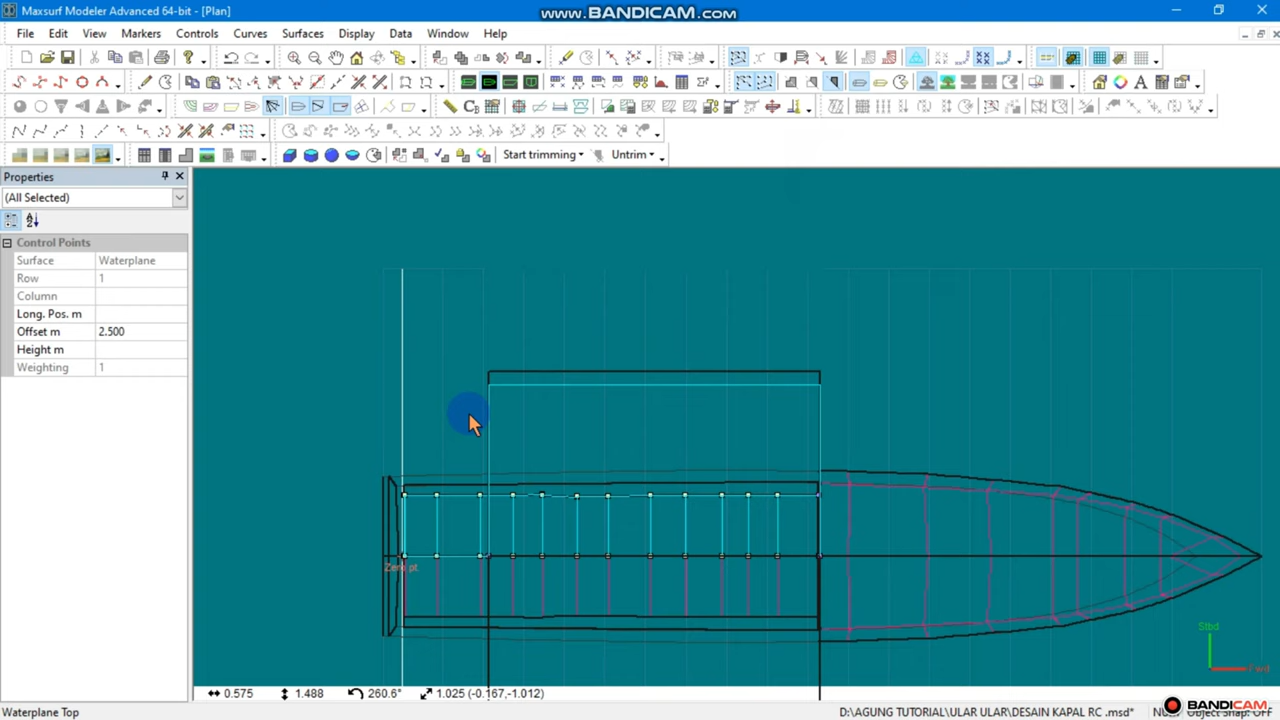 Maxsurf Modeler Advanced 64-bit - [Plan]
www.BANDICAM.com
File Edit View Markers Controls Curves Surfaces Display Data Window Help
Start trimming Untrim
Properties
(All Selected)
Control Points
Surface Waterplane
Row 1
Column
Long. Pos. m
Offset m 2.500
Height m
Weighting 1
Zero pt.
Stbd
Fwd
0.575 1.488 260.6° 1.025 (-0.167,-1.012)
Waterplane Top
D:\AGUNG TUTORIAL\ULAR ULAR\DESAIN KAPAL RC .msd*
Object Snap: OFF
BANDICAM